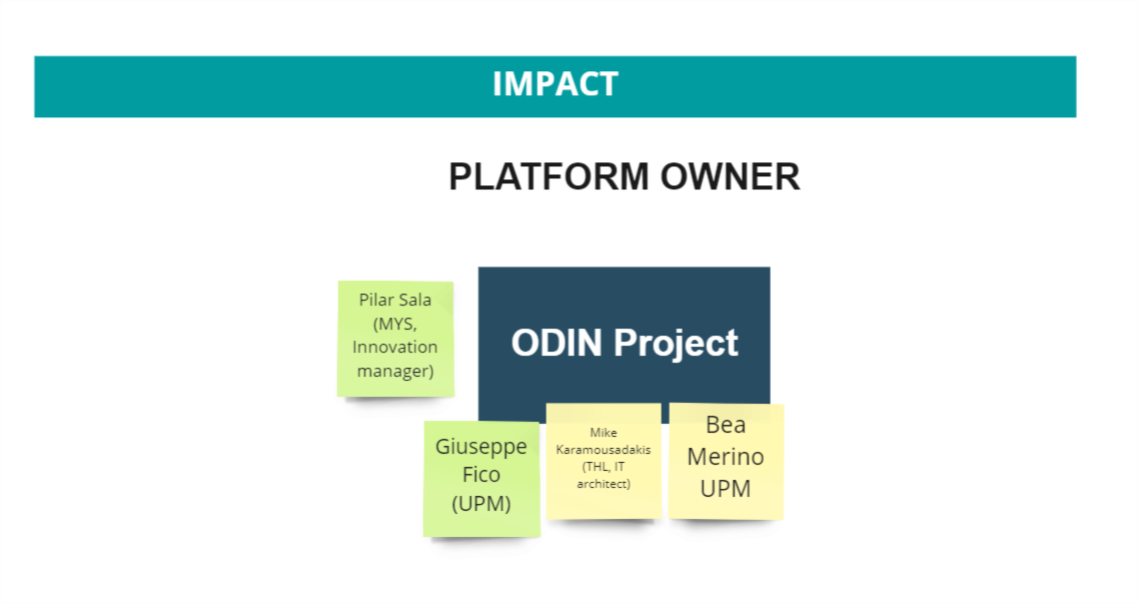 IMPACT
PLATFORM OWNER
Pilar Sala
(MYS,
Innovation
manager)
ODIN Project
Giuseppe
Fico
(UPM)
Mike
Karamousadakis
(THL, IT
architect)
Bea
Merino
UPM